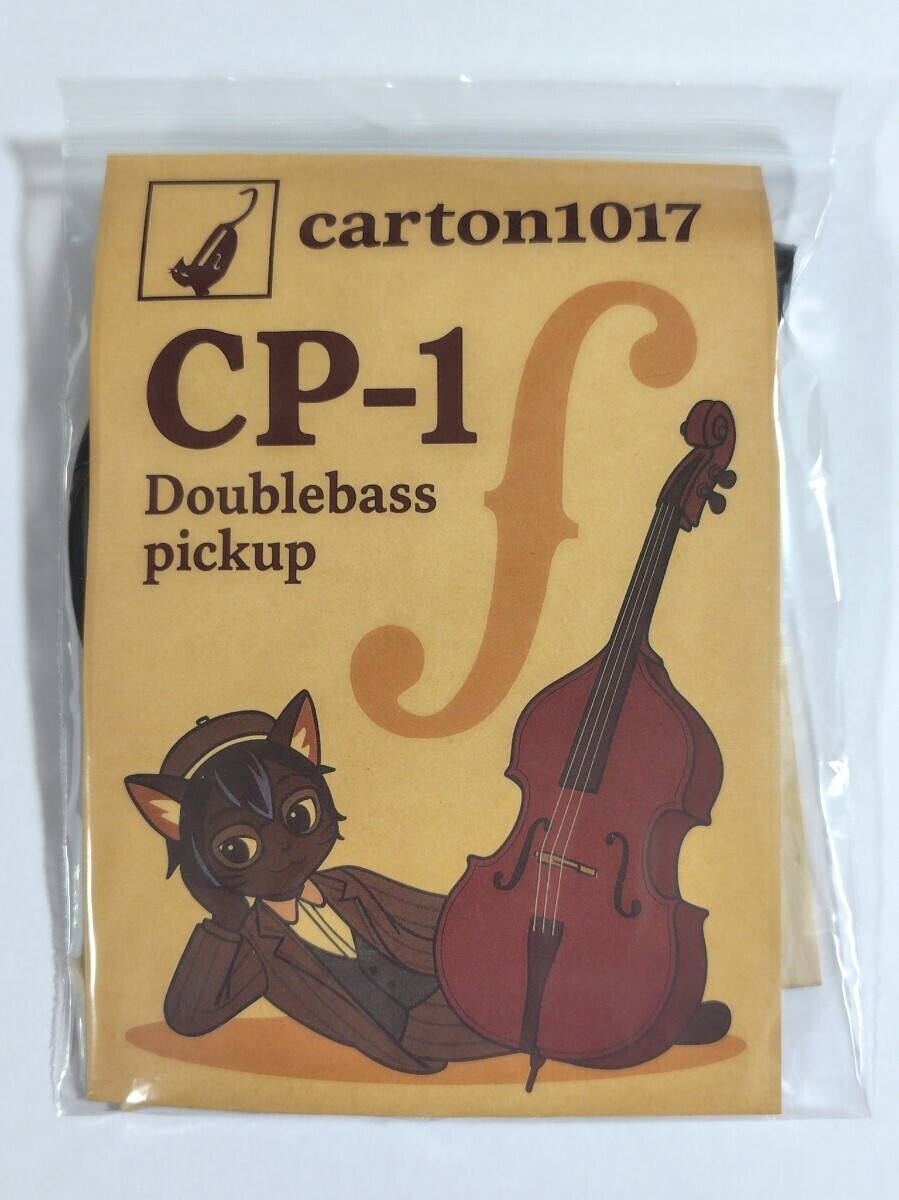 carton1017
CP-1
Doublebass
pickup